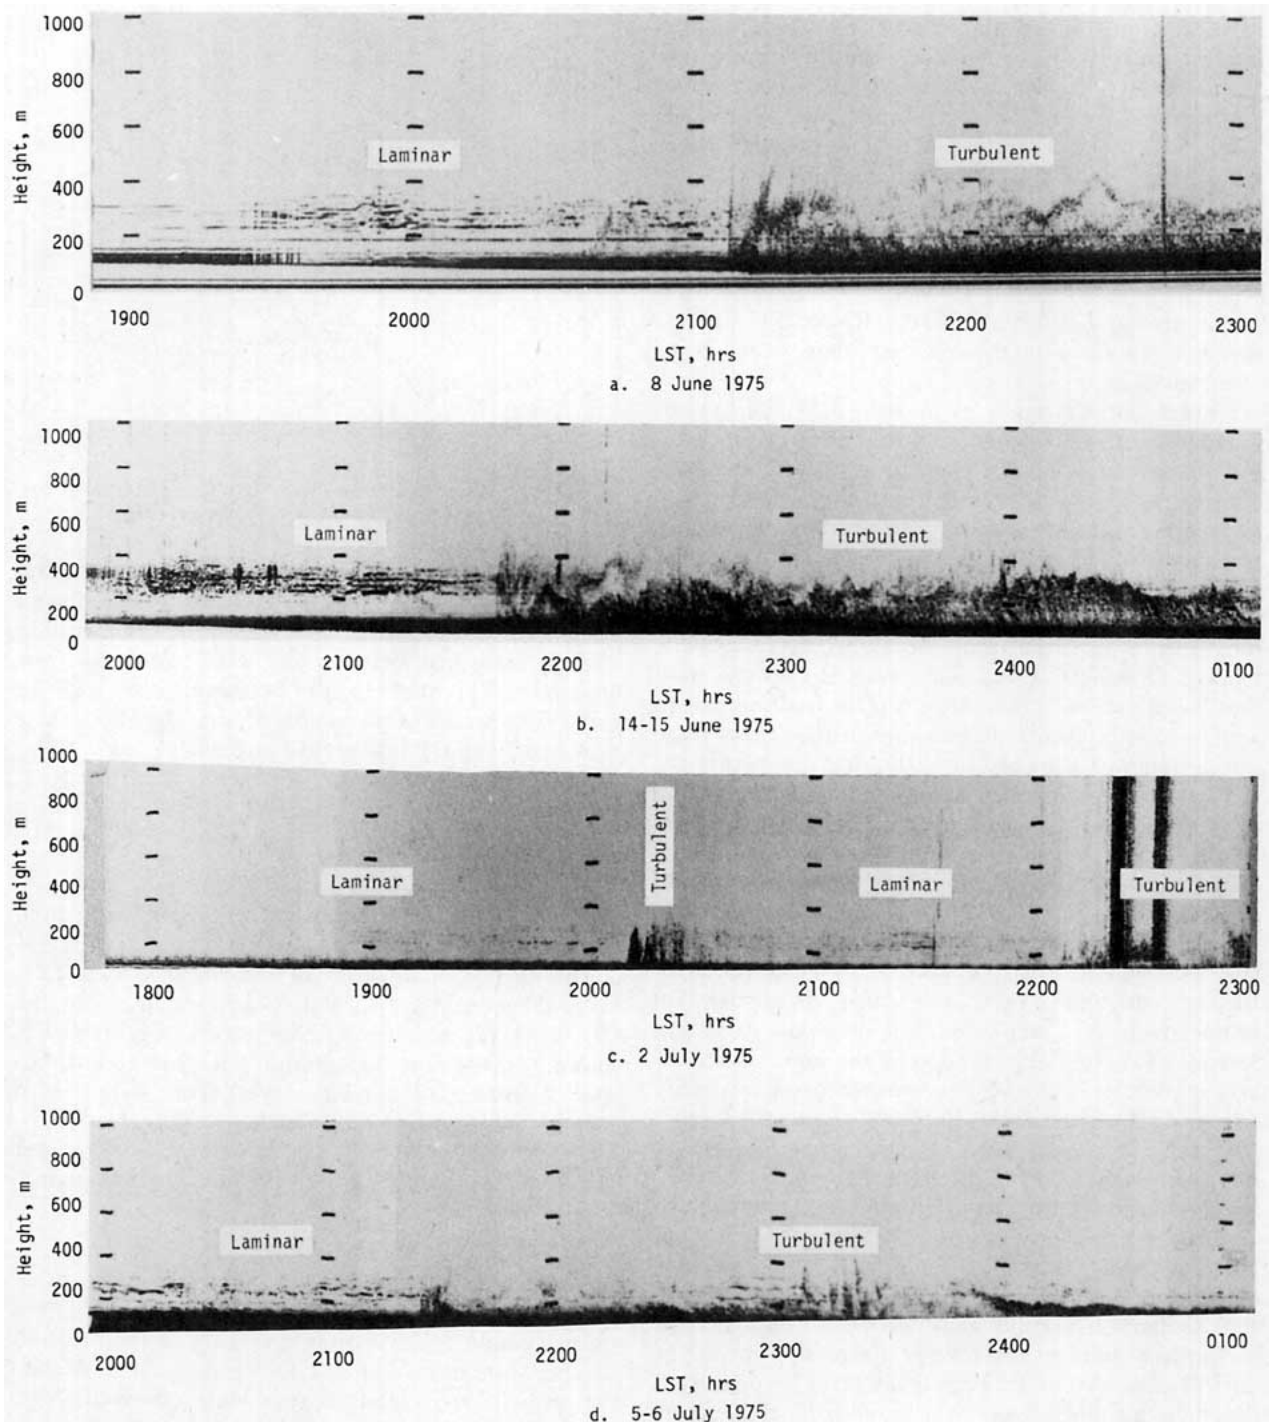 1000
800
600
400
200
0
Height, m
Laminar
Turbulent
1900 2000 2100 2200 2300
LST, hrs
a. 8 June 1975
1000
800
600
400
200
0
Height, m
Laminar
Turbulent
2000 2100 2200 2300 2400 0100
LST, hrs
b. 14-15 June 1975
1000
800
600
400
200
0
Height, m
Laminar
Turbulent
Laminar
Turbulent
1800 1900 2000 2100 2200 2300
LST, hrs
c. 2 July 1975
1000
800
600
400
200
0
Height, m
Laminar
Turbulent
2000 2100 2200 2300 2400 0100
LST, hrs
d. 5-6 July 1975